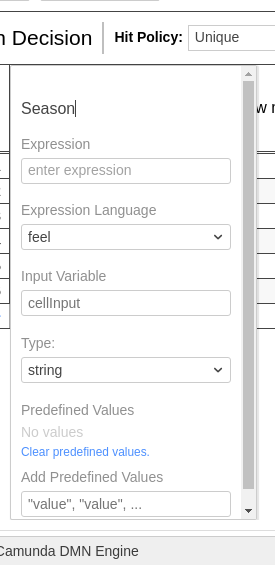 Decision
Hit Policy: Unique
Season
Expression
enter expression
Expression Language
feel
Input Variable
cellInput
Type:
string
Predefined Values
No values
Clear predefined values.
Add Predefined Values
"value", "value", ...
Camunda DMN Engine